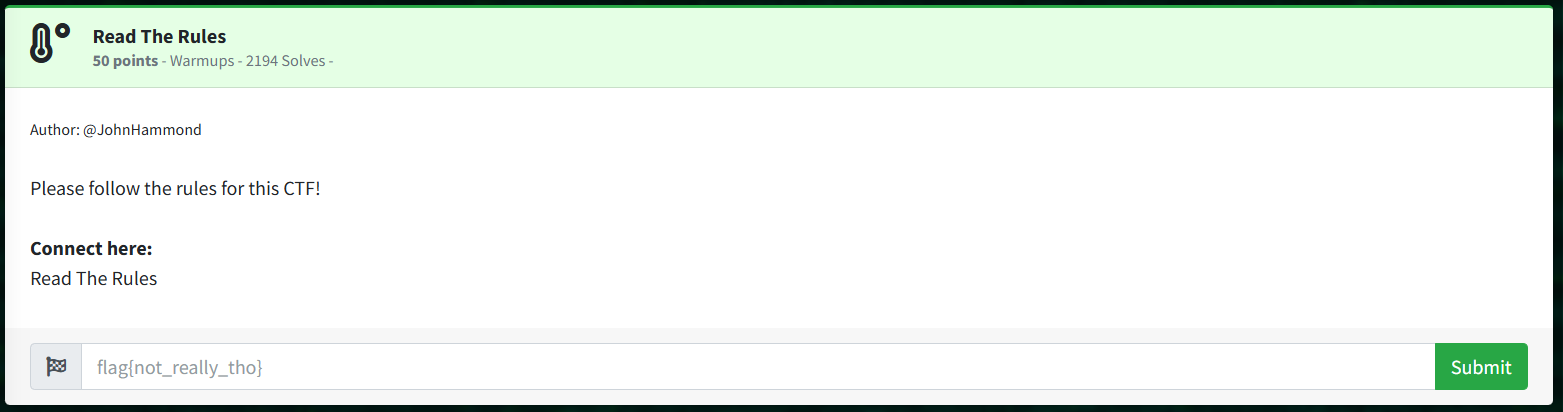 Read The Rules
50 points - Warmups - 2194 Solves -
Author: @JohnHammond
Please follow the rules for this CTF!
Connect here:
Read The Rules
flag{not_really_tho}
Submit